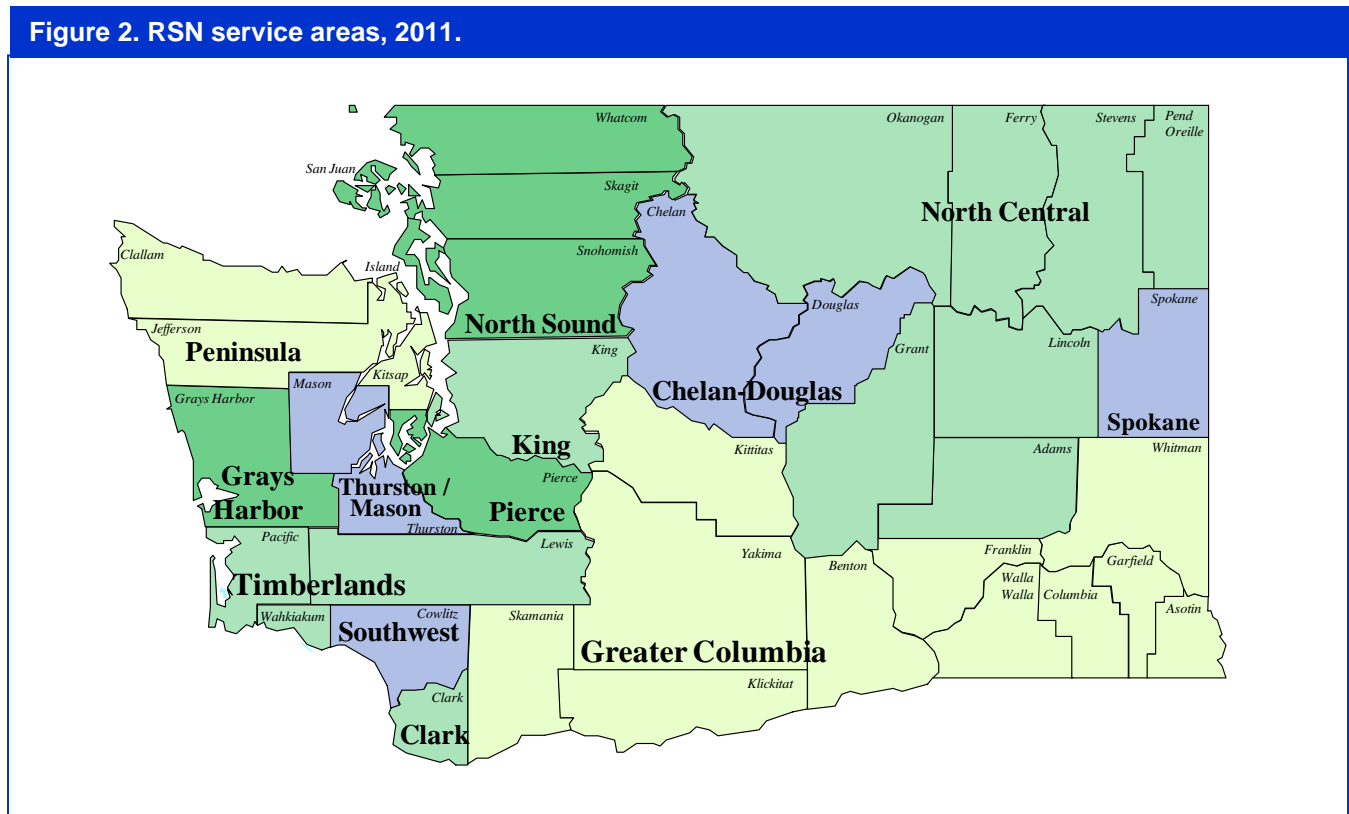 Figure 2. RSN service areas, 2011.
Whatcom
Okanogan
Ferry
Stevens
Pend
Oreille
San Juan
Skagit
Chelan
North Central
Clallam
Island
Snohomish
Douglas
Spokane
Jefferson
Peninsula
North Sound
King
Grant
Lincoln
Mason
Kitsap
Grays Harbor
Chelan-Douglas
Spokane
King
Kittitas
Adams
Whitman
Grays
Harbor
Thurston /
Mason
Thurston
Pierce
Pierce
Pacific
Lewis
Yakima
Benton
Franklin
Garfield
Walla
Walla
Columbia
Asotin
Timberlands
Wahkiakum
Cowlitz
Southwest
Skamania
Greater Columbia
Klickitat
Clark
Clark